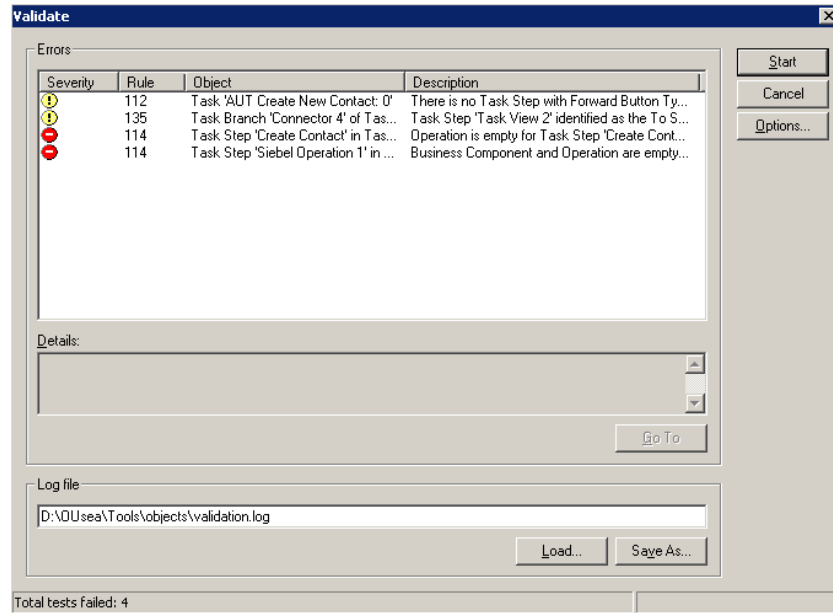 Validate
Errors
Severity Rule Object Description
112 Task 'AUT Create New Contact: 0' There is no Task Step with Forward Button Ty...
135 Task Branch 'Connector 4' of Tas... Task Step 'Task View 2' identified as the To S...
114 Task Step 'Create Contact' in Tas... Operation is empty for Task Step 'Create Cont...
114 Task Step 'Siebel Operation 1' in ... Business Component and Operation are empty...
Start
Cancel
Options...
Details:
Go To
Log file
D:\OUsea\Tools\objects\validation.log
Load...
Save As...
Total tests failed: 4